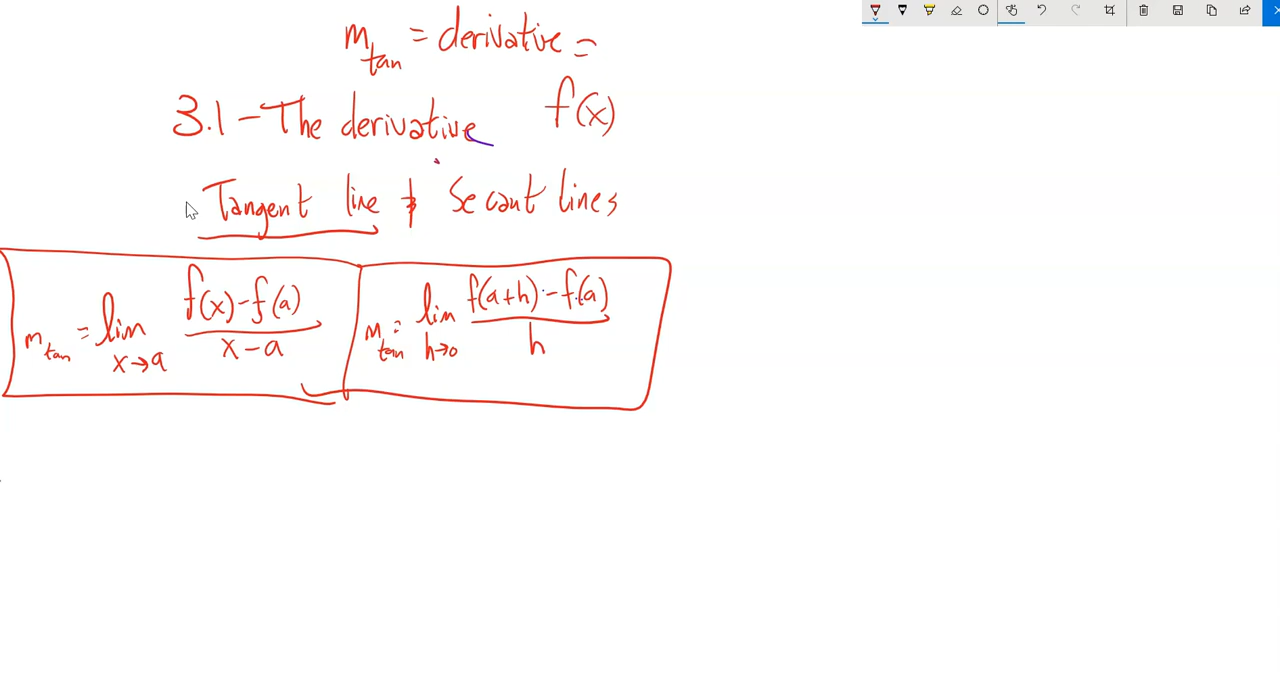 m_tan = derivative =
3.1 – The derivative f(x)
Tangent line & Secant lines
m_tan = lim_{x→a} (f(x) – f(a)) / (x – a)
m_tan = lim_{h→0} (f(a+h) – f(a)) / h